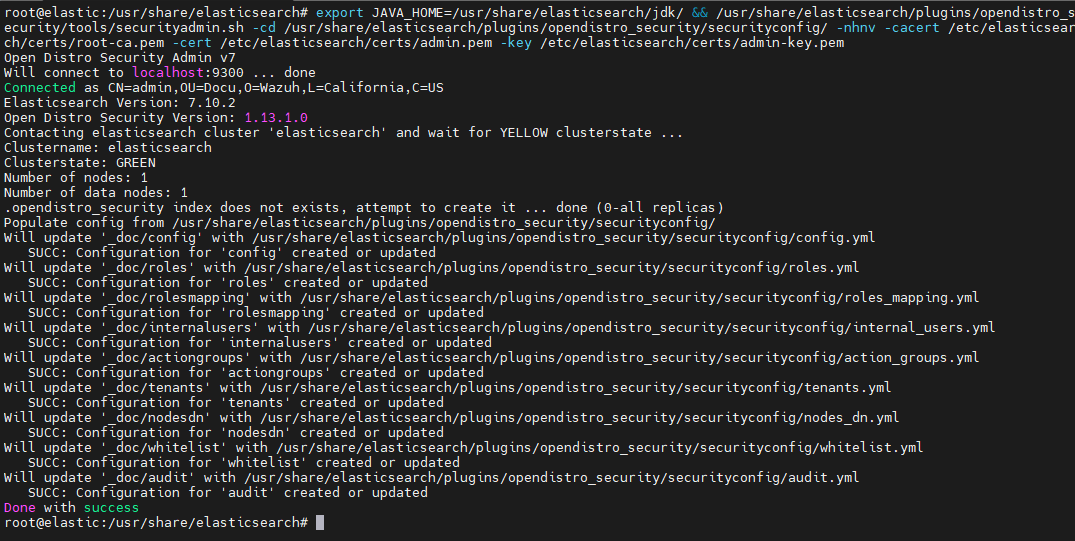 root@elastic:/usr/share/elasticsearch# export JAVA_HOME=/usr/share/elasticsearch/jdk/ && /usr/share/elasticsearch/plugins/opendistro_s
ecurity/tools/securityadmin.sh -cd /usr/share/elasticsearch/plugins/opendistro_security/securityconfig/ -nhnv -cacert /etc/elasticsear
ch/certs/root-ca.pem -cert /etc/elasticsearch/certs/admin.pem -key /etc/elasticsearch/certs/admin-key.pem
Open Distro Security Admin v7
Will connect to localhost:9300 ... done
Connected as CN=admin,OU=Docu,O=Wazuh,L=California,C=US
Elasticsearch Version: 7.10.2
Open Distro Security Version: 1.13.1.0
Contacting elasticsearch cluster 'elasticsearch' and wait for YELLOW clusterstate ...
Clustername: elasticsearch
Clusterstate: GREEN
Number of nodes: 1
Number of data nodes: 1
.opendistro_security index does not exists, attempt to create it ... done (0-all replicas)
Populate config from /usr/share/elasticsearch/plugins/opendistro_security/securityconfig/
Will update '_doc/config' with /usr/share/elasticsearch/plugins/opendistro_security/securityconfig/config.yml
   SUCC: Configuration for 'config' created or updated
Will update '_doc/roles' with /usr/share/elasticsearch/plugins/opendistro_security/securityconfig/roles.yml
   SUCC: Configuration for 'roles' created or updated
Will update '_doc/rolesmapping' with /usr/share/elasticsearch/plugins/opendistro_security/securityconfig/roles_mapping.yml
   SUCC: Configuration for 'rolesmapping' created or updated
Will update '_doc/internalusers' with /usr/share/elasticsearch/plugins/opendistro_security/securityconfig/internal_users.yml
   SUCC: Configuration for 'internalusers' created or updated
Will update '_doc/actiongroups' with /usr/share/elasticsearch/plugins/opendistro_security/securityconfig/action_groups.yml
   SUCC: Configuration for 'actiongroups' created or updated
Will update '_doc/tenants' with /usr/share/elasticsearch/plugins/opendistro_security/securityconfig/tenants.yml
   SUCC: Configuration for 'tenants' created or updated
Will update '_doc/nodesdn' with /usr/share/elasticsearch/plugins/opendistro_security/securityconfig/nodes_dn.yml
   SUCC: Configuration for 'nodesdn' created or updated
Will update '_doc/whitelist' with /usr/share/elasticsearch/plugins/opendistro_security/securityconfig/whitelist.yml
   SUCC: Configuration for 'whitelist' created or updated
Will update '_doc/audit' with /usr/share/elasticsearch/plugins/opendistro_security/securityconfig/audit.yml
   SUCC: Configuration for 'audit' created or updated
Done with success
root@elastic:/usr/share/elasticsearch#